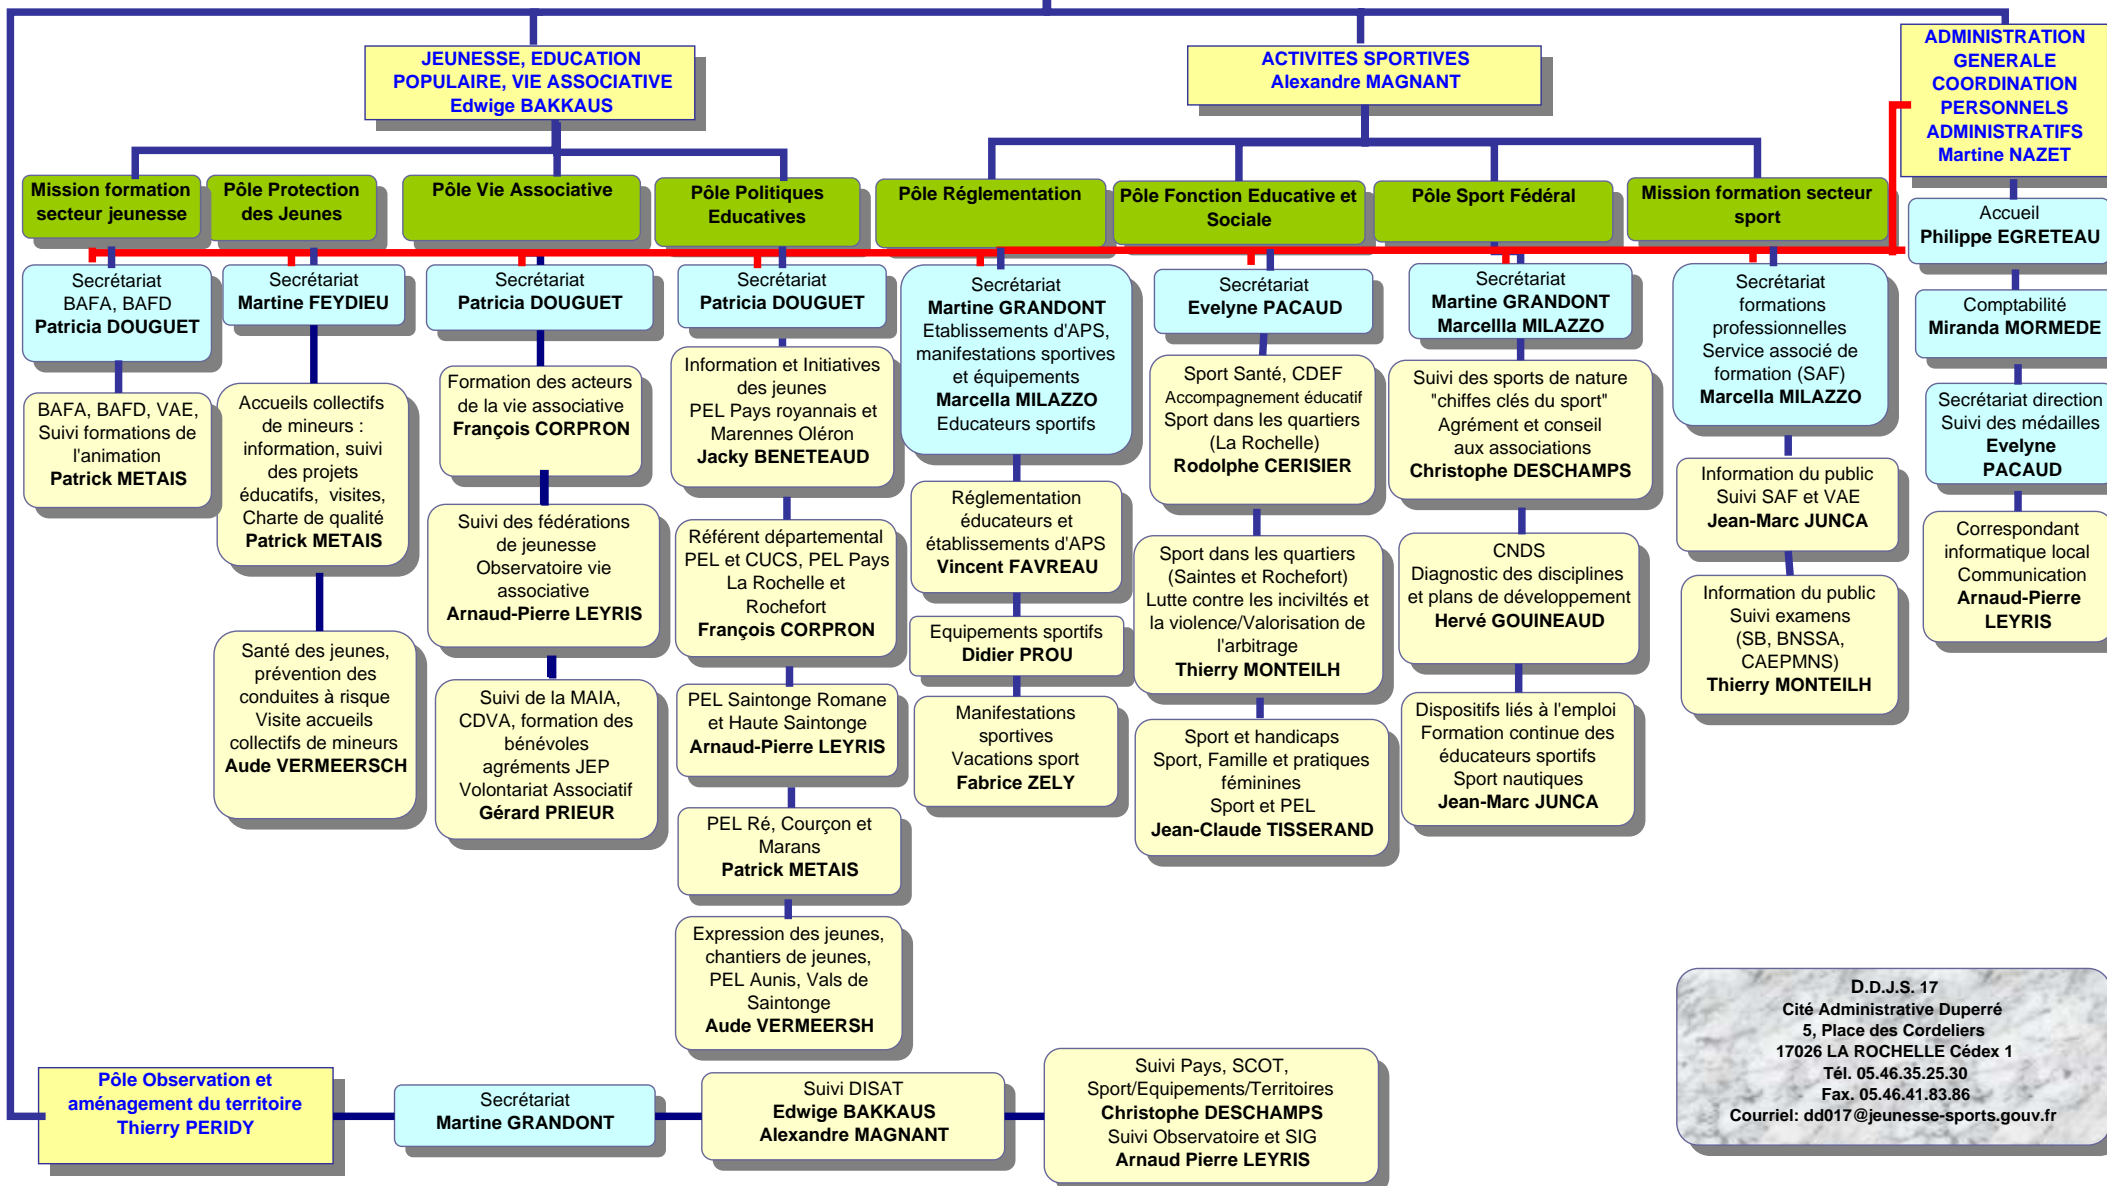 JEUNESSE, EDUCATION
POPULAIRE, VIE ASSOCIATIVE
Edwige BAKKAUS
ACTIVITES SPORTIVES
Alexandre MAGNANT
ADMINISTRATION
GENERALE
COORDINATION
PERSONNELS
ADMINISTRATIFS
Martine NAZET
Mission formation
secteur jeunesse
Pôle Protection
des Jeunes
Pôle Vie Associative
Pôle Politiques
Educatives
Pôle Réglementation
Pôle Fonction Educative et
Sociale
Pôle Sport Fédéral
Mission formation secteur
sport
Accueil
Philippe EGRETEAU
Secrétariat
BAFA, BAFD
Patricia DOUGUET
Secrétariat
Martine FEYDIEU
Secrétariat
Patricia DOUGUET
Secrétariat
Patricia DOUGUET
Secrétariat
Martine GRANDONT
Etablissements d'APS,
manifestations sportives
et équipements
Marcella MILAZZO
Educateurs sportifs
Secrétariat
Evelyne PACAUD
Secrétariat
Martine GRANDONT
Marcellla MILAZZO
Secrétariat
formations
professionnelles
Service associé de
formation (SAF)
Marcella MILAZZO
Comptabilité
Miranda MORMEDE
BAFA, BAFD, VAE,
Suivi formations de
l'animation
Patrick METAIS
Accueils collectifs
de mineurs :
information, suivi
des projets
éducatifs, visites,
Charte de qualité
Patrick METAIS
Formation des acteurs
de la vie associative
François CORPRON
Information et Initiatives
des jeunes
PEL Pays royannais et
Marennes Oléron
Jacky BENETEAUD
Sport Santé, CDEF
Accompagnement éducatif
Sport dans les quartiers
(La Rochelle)
Rodolphe CERISIER
Suivi des sports de nature
"chiffes clés du sport"
Agrément et conseil
aux associations
Christophe DESCHAMPS
Secrétariat direction
Suivi des médailles
Evelyne
PACAUD
Suivi des fédérations
de jeunesse
Observatoire vie
associative
Arnaud-Pierre LEYRIS
Référent départemental
PEL et CUCS, PEL Pays
La Rochelle et
Rochefort
François CORPRON
Réglementation
éducateurs et
établissements d'APS
Vincent FAVREAU
Sport dans les quartiers
(Saintes et Rochefort)
Lutte contre les inciviltés et
la violence/Valorisation de
l'arbitrage
Thierry MONTEILH
CNDS
Diagnostic des disciplines
et plans de développement
Hervé GOUINEAUD
Information du public
Suivi SAF et VAE
Jean-Marc JUNCA
Correspondant
informatique local
Communication
Arnaud-Pierre
LEYRIS
Santé des jeunes,
prévention des
conduites à risque
Visite accueils
collectifs de mineurs
Aude VERMEERSCH
Suivi de la MAIA,
CDVA, formation des
bénévoles
agréments JEP
Volontariat Associatif
Gérard PRIEUR
PEL Saintonge Romane
et Haute Saintonge
Arnaud-Pierre LEYRIS
Equipements sportifs
Didier PROU
Manifestations
sportives
Vacations sport
Fabrice ZELY
Sport et handicaps
Sport, Famille et pratiques
féminines
Sport et PEL
Jean-Claude TISSERAND
Dispositifs liés à l'emploi
Formation continue des
éducateurs sportifs
Sport nautiques
Jean-Marc JUNCA
Information du public
Suivi examens
(SB, BNSSA,
CAEPMNS)
Thierry MONTEILH
PEL Ré, Courçon et
Marans
Patrick METAIS
Expression des jeunes,
chantiers de jeunes,
PEL Aunis, Vals de
Saintonge
Aude VERMEERSH
D.D.J.S. 17
Cité Administrative Duperré
5, Place des Cordeliers
17026 LA ROCHELLE Cédex 1
Tél. 05.46.35.25.30
Fax. 05.46.41.83.86
Courriel: dd017@jeunesse-sports.gouv.fr
Pôle Observation et
aménagement du territoire
Thierry PERIDY
Secrétariat
Martine GRANDONT
Suivi DISAT
Edwige BAKKAUS
Alexandre MAGNANT
Suivi Pays, SCOT,
Sport/Equipements/Territoires
Christophe DESCHAMPS
Suivi Observatoire et SIG
Arnaud Pierre LEYRIS